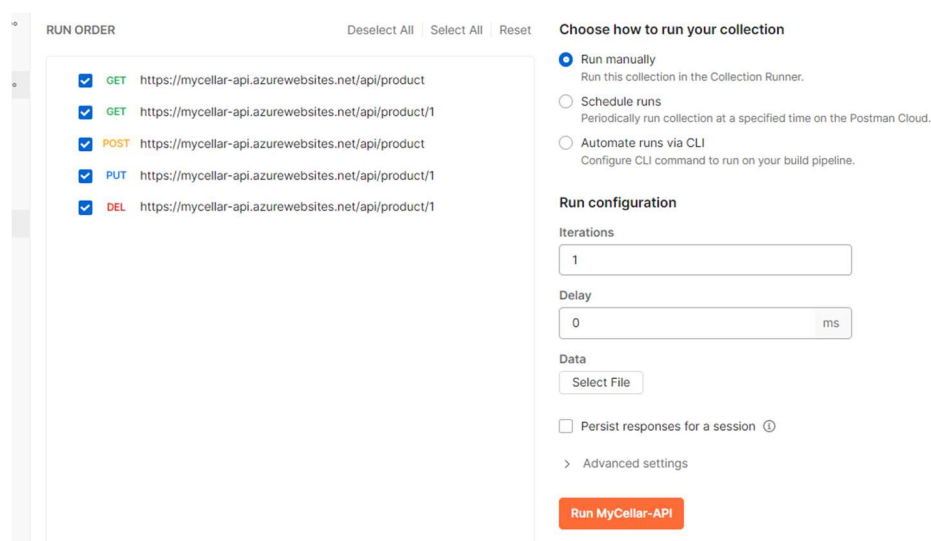 RUN ORDER
Deselect All
Select All
Reset
GET https://mycellar-api.azurewebsites.net/api/product
GET https://mycellar-api.azurewebsites.net/api/product/1
POST https://mycellar-api.azurewebsites.net/api/product
PUT https://mycellar-api.azurewebsites.net/api/product/1
DEL https://mycellar-api.azurewebsites.net/api/product/1
Choose how to run your collection
Run manually
Run this collection in the Collection Runner.
Schedule runs
Periodically run collection at a specified time on the Postman Cloud.
Automate runs via CLI
Configure CLI command to run on your build pipeline.
Run configuration
Iterations
1
Delay
0 ms
Data
Select File
Persist responses for a session
Advanced settings
Run MyCellar-API